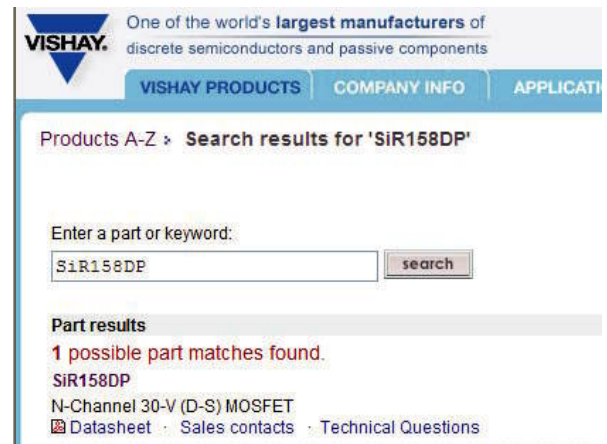 One of the world's largest manufacturers of
VISHAY.
discrete semiconductors and passive components
VISHAY PRODUCTS COMPANY INFO APPLICATI
Products A-Z > Search results for 'SiR158DP'
Enter a part or keyword:
SiR158DP search
Part results
1 possible part matches found.
SiR158DP
N-Channel 30-V (D-S) MOSFET
Datasheet · Sales contacts · Technical Questions